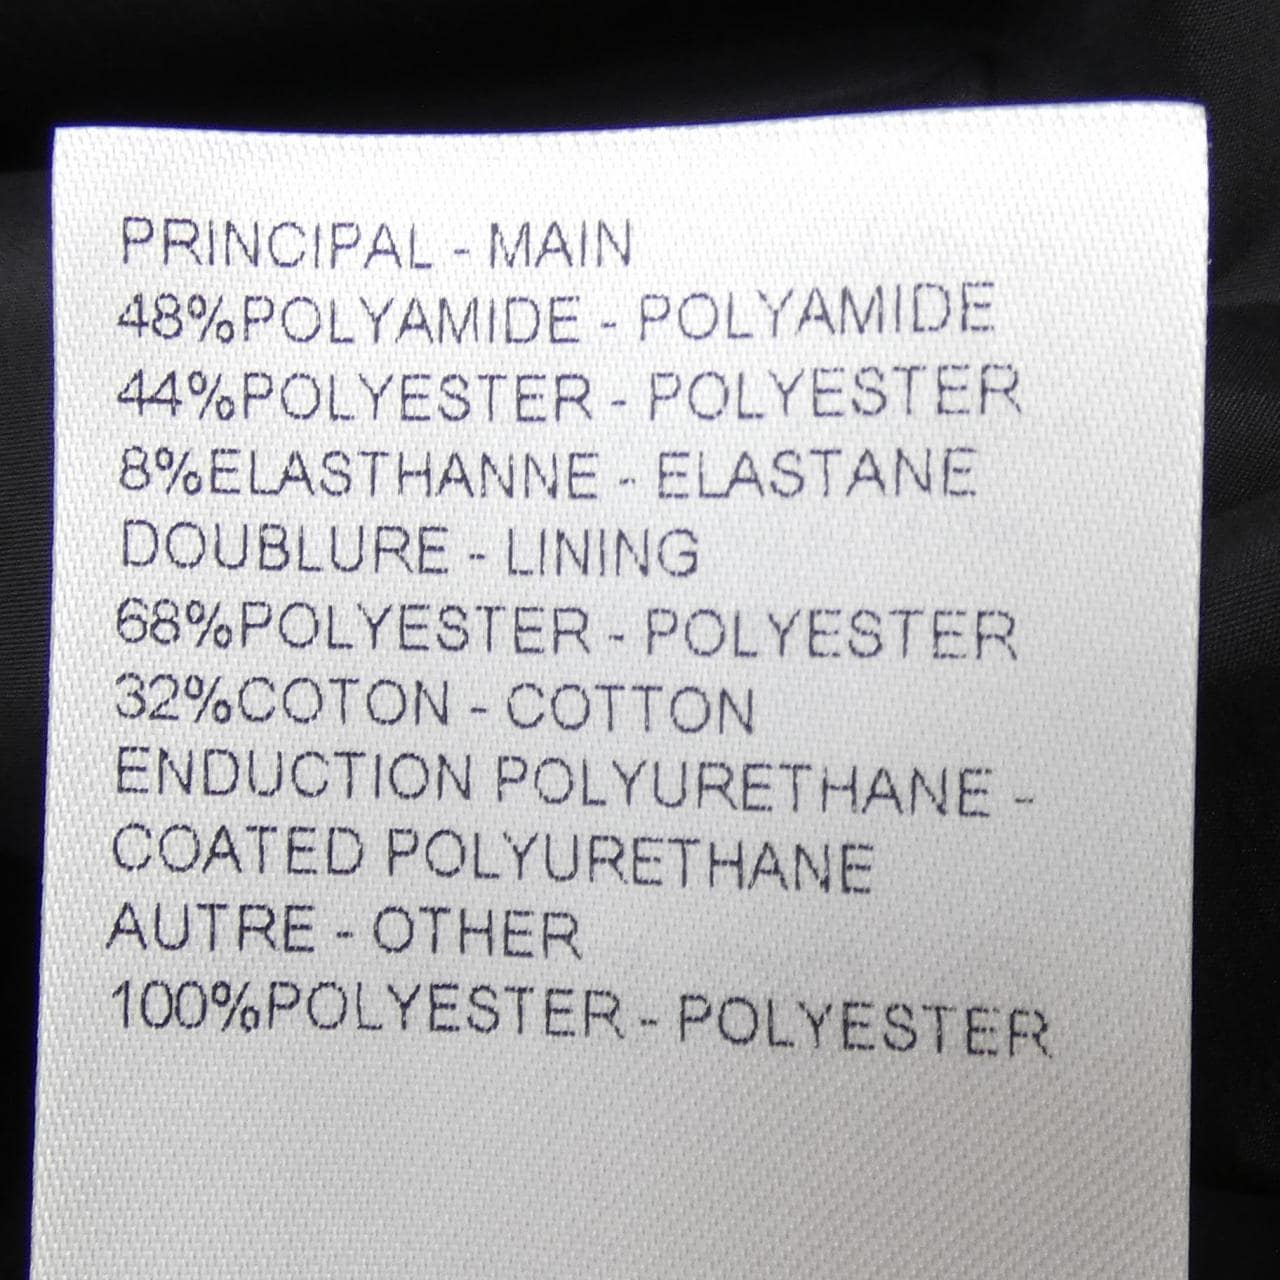 PRINCIPAL - MAIN
48%POLYAMIDE - POLYAMIDE
44%POLYESTER - POLYESTER
8%ELASTHANNE - ELASTANE
DOUBLURE - LINING
68%POLYESTER - POLYESTER
32%COTON - COTTON
ENDUCTION POLYURETHANE -
COATED POLYURETHANE
AUTRE - OTHER
100%POLYESTER - POLYESTER